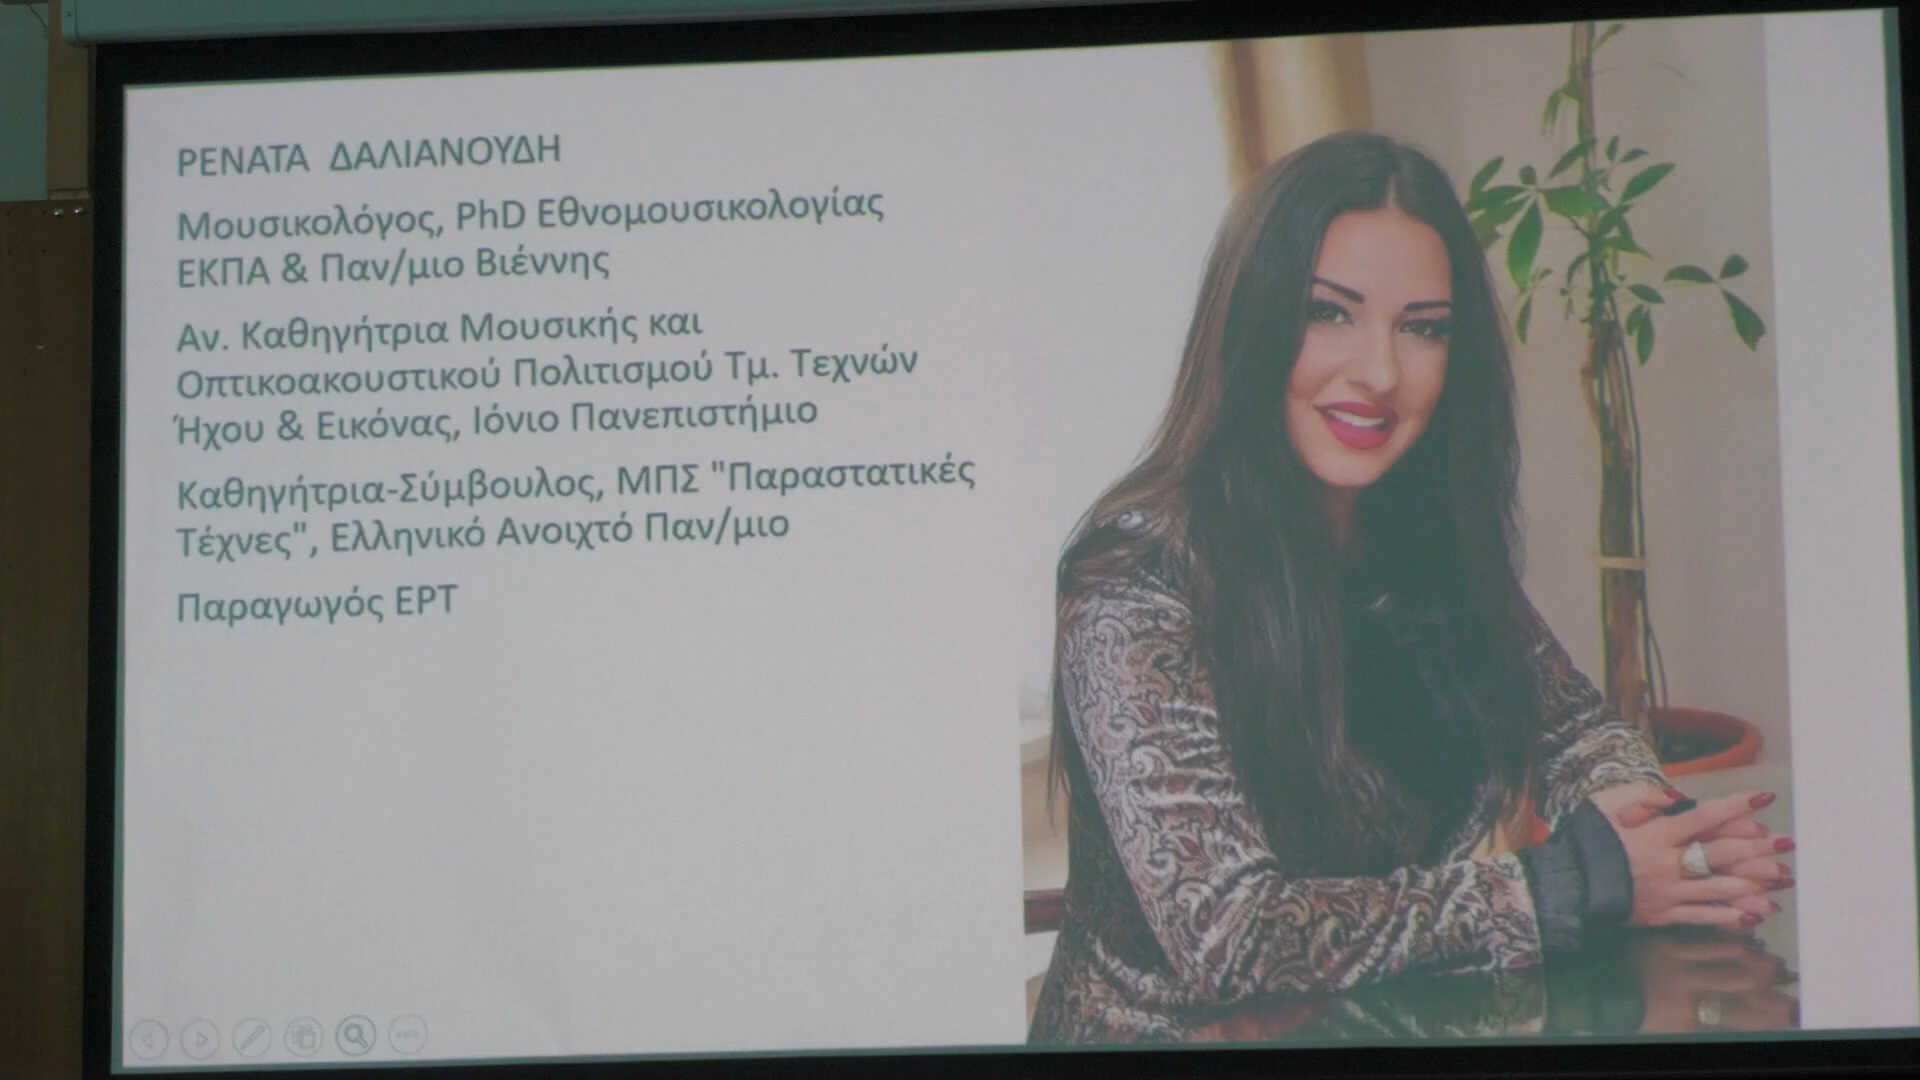 ΡΕΝΑΤΑ ΔΑΛΙΑΝΟΥΔΗ
Μουσικολόγος, PhD Εθνομουσικολογίας
ΕΚΠΑ & Παν/μιο Βιέννης
Αν. Καθηγήτρια Μουσικής και
Οπτικοακουστικού Πολιτισμού Τμ. Τεχνών
Ήχου & Εικόνας, Ιόνιο Πανεπιστήμιο
Καθηγήτρια-Σύμβουλος, ΜΠΣ "Παραστατικές
Τέχνες", Ελληνικό Ανοιχτό Παν/μιο
Παραγωγός ΕΡΤ